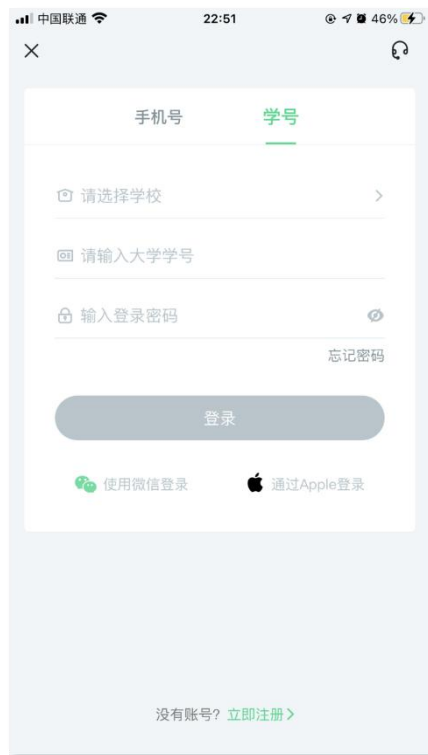 中国联通 22:51 46%
手机号 学号
请选择学校
请输入大学学号
输入登录密码
忘记密码
登录
使用微信登录 通过Apple登录
没有账号? 立即注册